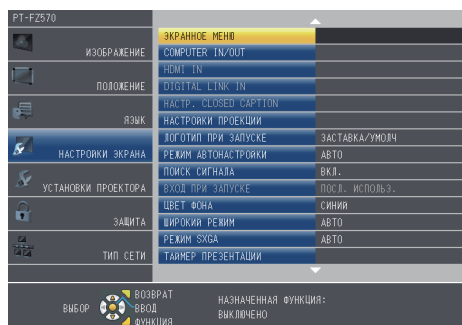 PT-FZ570
ИЗОБРАЖЕНИЕ
ПОЛОЖЕНИЕ
ЯЗЫК
НАСТРОЙКИ ЭКРАНА
УСТАНОВКИ ПРОЕКТОРА
ЗАЩИТА
ТИП СЕТИ
ЭКРАННОЕ МЕНЮ
COMPUTER IN/OUT
HDMI IN
DIGITAL LINK IN
НАСТР. CLOSED CAPTION
НАСТРОЙКИ ПРОЕКЦИИ
ЛОГОТИП ПРИ ЗАПУСКЕ ЗАСТАВКА/УМОЛЧ
РЕЖИМ АВТОНАСТРОЙКИ АВТО
ПОИСК СИГНАЛА ВКЛ.
ВХОД ПРИ ЗАПУСКЕ ПОСЛ. ИСПОЛЬЗ.
ЦВЕТ ФОНА СИНИЙ
ШИРОКИЙ РЕЖИМ АВТО
РЕЖИМ SXGA АВТО
ТАЙМЕР ПРЕЗЕНТАЦИИ
ВЫБОР
ВОЗВРАТ
ВВОД
ФУНКЦИЯ
НАЗНАЧЕННАЯ ФУНКЦИЯ:
ВЫКЛЮЧЕНО